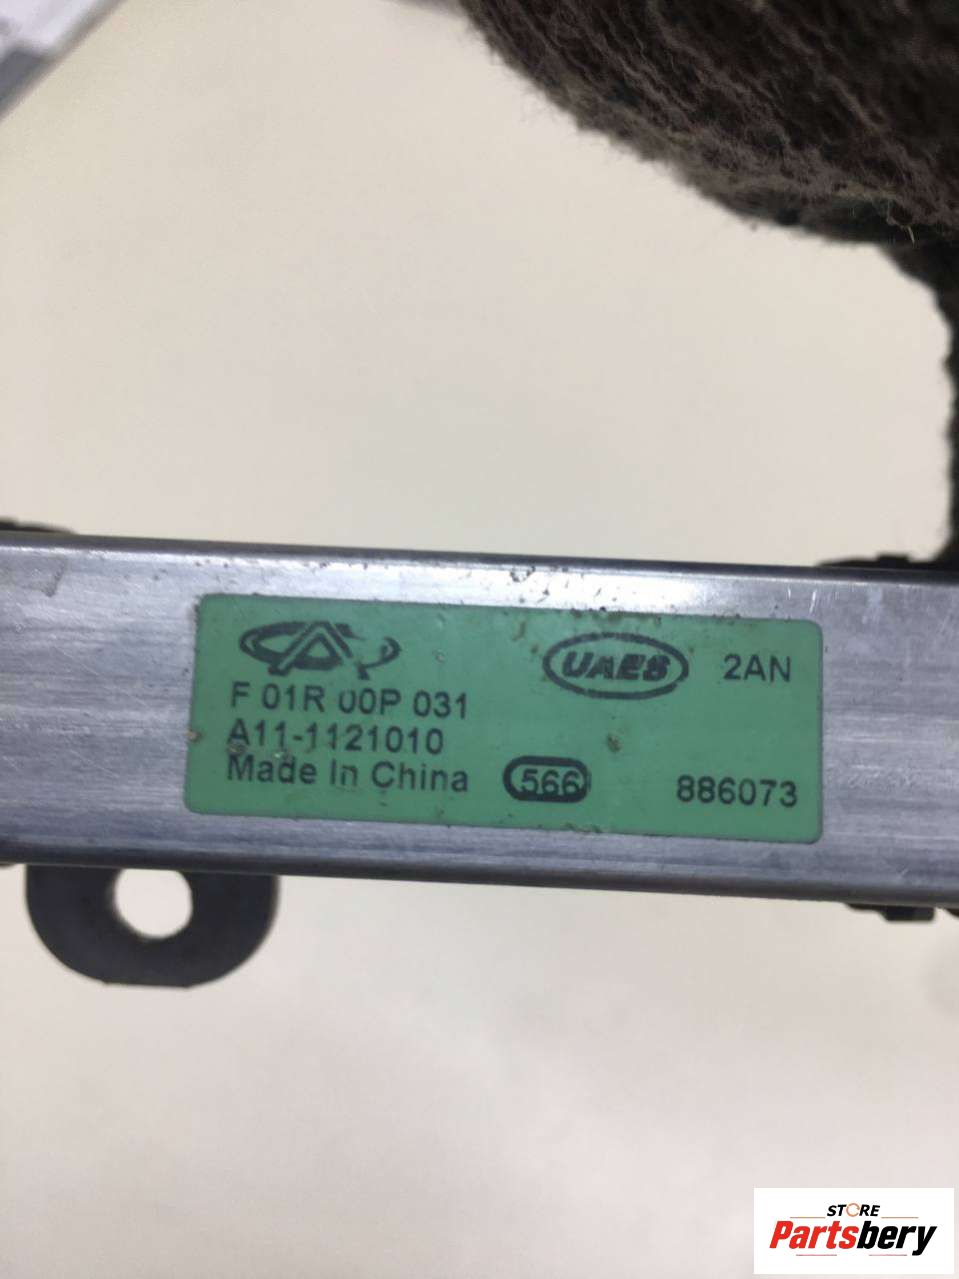 UAES 2AN
F 01R 00P 031
A11-1121010
Made In China 566 886073
STORE
Partsbery